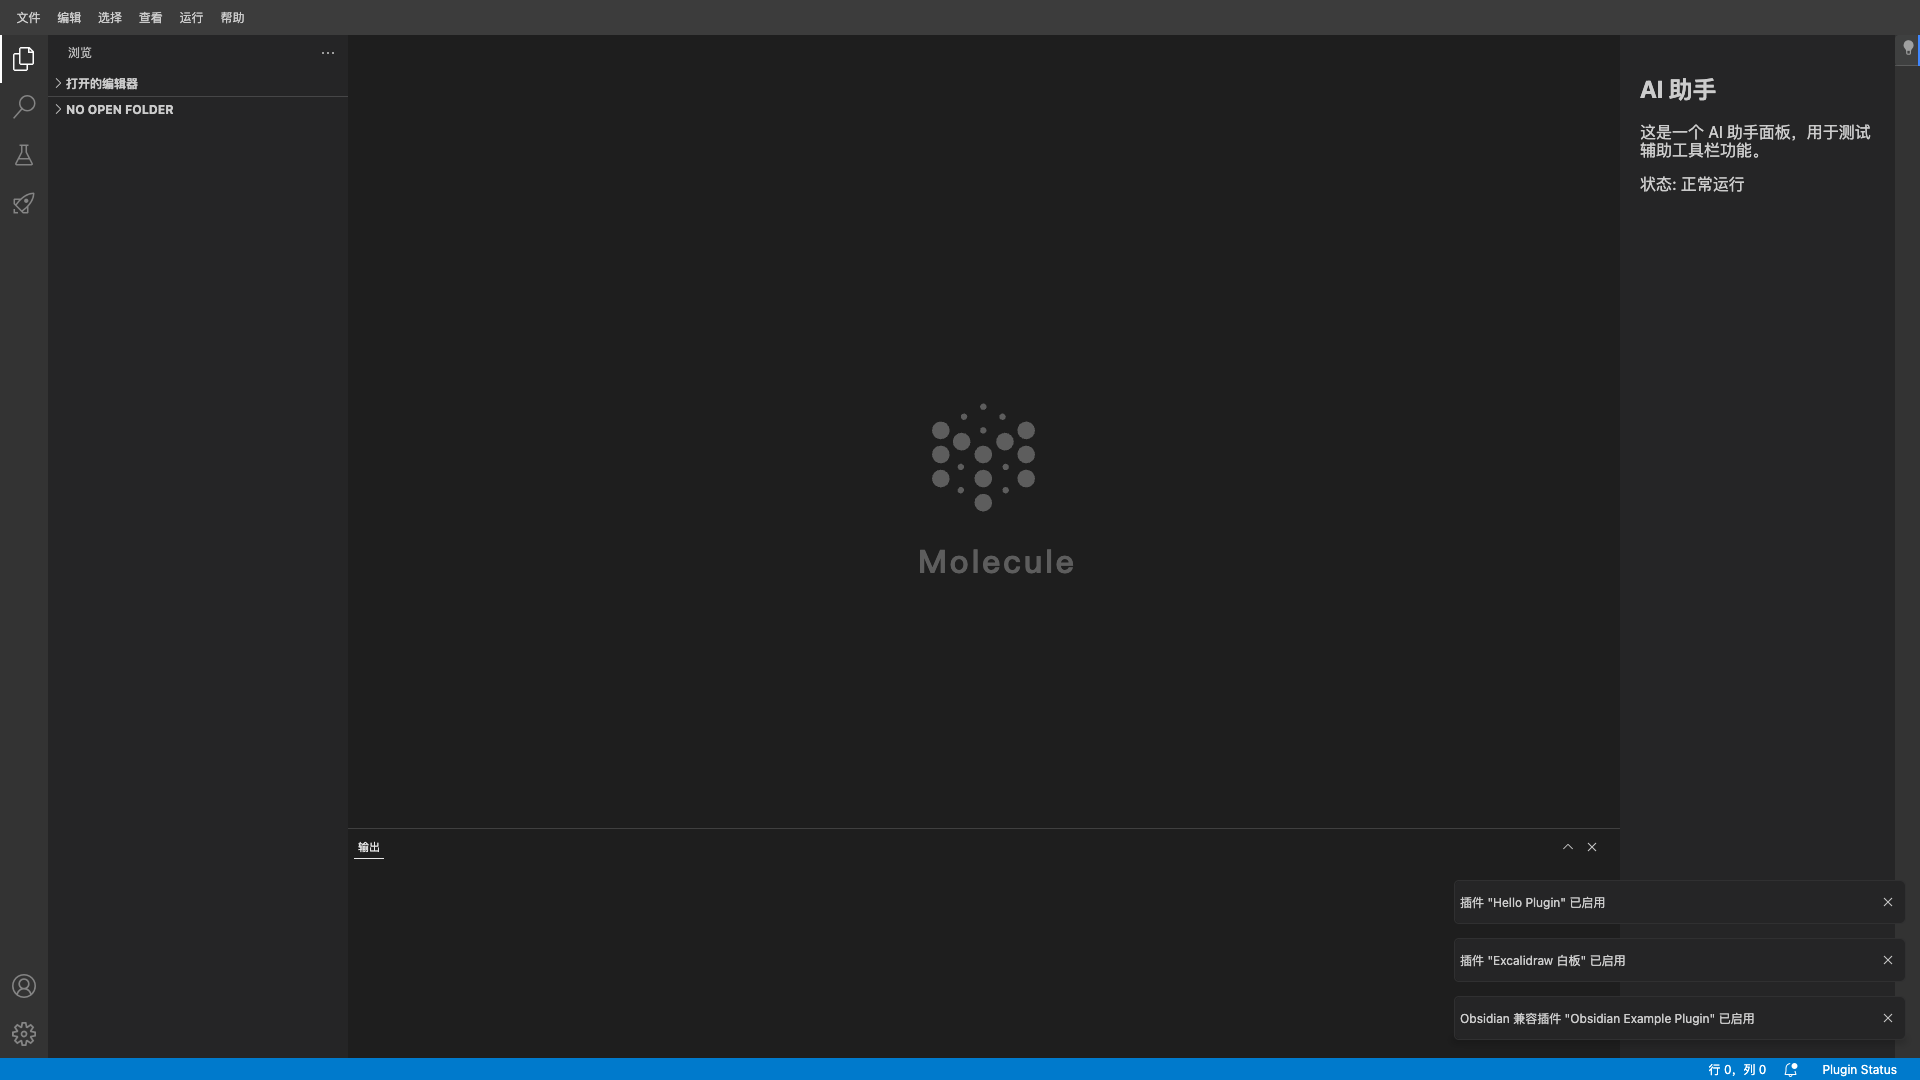 文件 编辑 选择 查看 运行 帮助
浏览
打开的编辑器
NO OPEN FOLDER
Molecule
AI 助手
这是一个 AI 助手面板，用于测试
辅助工具栏功能。
状态: 正常运行
输出
插件 "Hello Plugin" 已启用
插件 "Excalidraw 白板" 已启用
Obsidian 兼容插件 "Obsidian Example Plugin" 已启用
行 0，列 0 Plugin Status